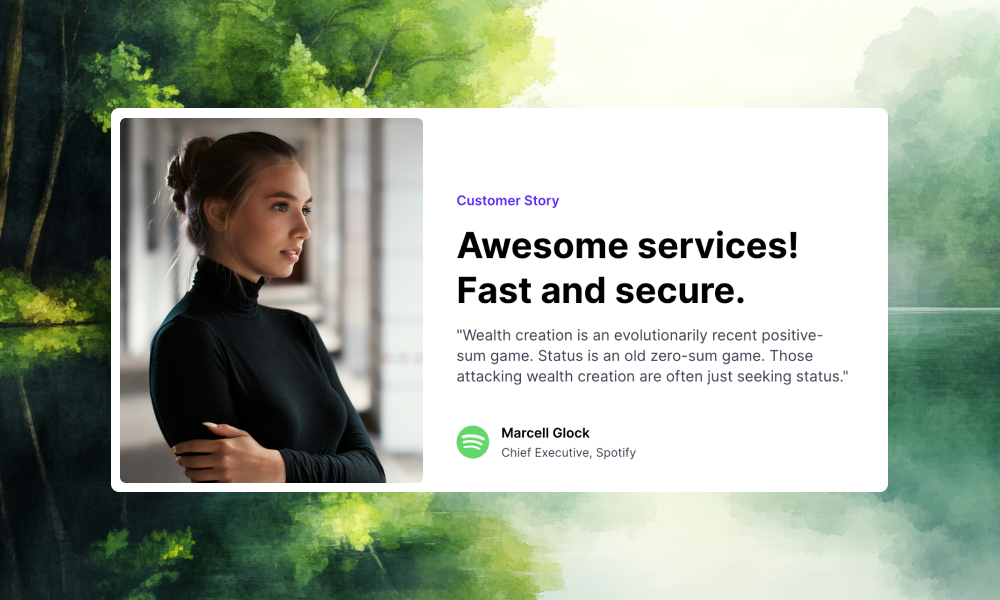 Customer Story
Awesome services!
Fast and secure.
"Wealth creation is an evolutionarily recent positive-
sum game. Status is an old zero-sum game. Those
attacking wealth creation are often just seeking status."
Marcell Glock
Chief Executive, Spotify